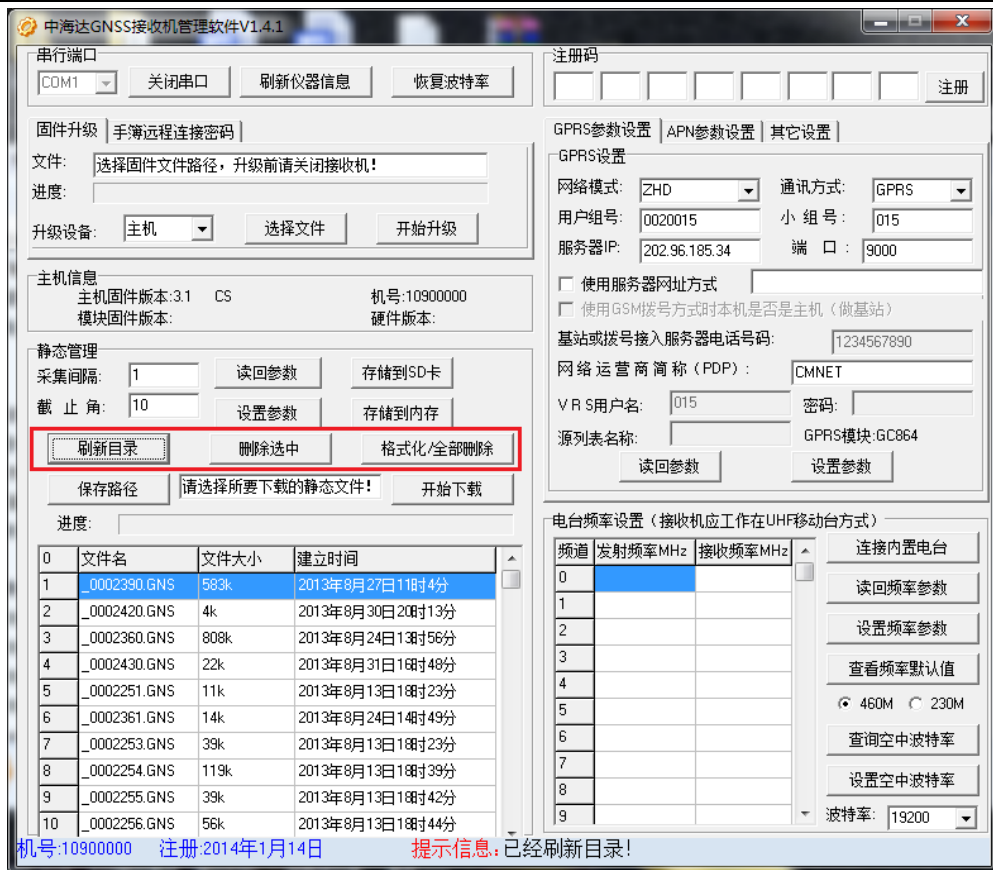 中海达GNSS接收机管理软件V1.4.1
串行端口
COM1 关闭串口 刷新仪器信息 恢复波特率
固件升级 手簿远程连接密码
文件: 选择固件文件路径，升级前请关闭接收机!
进度:
升级设备: 主机 选择文件 开始升级
主机信息
主机固件版本:3.1 CS 机号:10900000
模块固件版本: 硬件版本:
静态管理
采集间隔: 1 读回参数 存储到SD卡
截 止 角: 10 设置参数 存储到内存
刷新目录 删除选中 格式化/全部删除
保存路径 请选择所要下载的静态文件! 开始下载
进度:
0 文件名 文件大小 建立时间
1 _0002390.GNS 583k 2013年8月27日11时4分
2 _0002420.GNS 4k 2013年8月30日20时13分
3 _0002360.GNS 808k 2013年8月24日13时56分
4 _0002430.GNS 22k 2013年8月31日16时48分
5 _0002251.GNS 11k 2013年8月13日18时23分
6 _0002361.GNS 14k 2013年8月24日14时49分
7 _0002253.GNS 39k 2013年8月13日18时23分
8 _0002254.GNS 119k 2013年8月13日18时39分
9 _0002255.GNS 39k 2013年8月13日18时42分
10 _0002256.GNS 56k 2013年8月13日18时44分
注册码
注册
GPRS参数设置 APN参数设置 其它设置
GPRS设置
网络模式: ZHD 通讯方式: GPRS
用户组号: 0020015 小 组 号: 015
服务器IP: 202.96.185.34 端 口: 9000
使用服务器网址方式
使用GSM拨号方式时本机是否是主机（做基站）
基站或拨号接入服务器电话号码: 1234567890
网 络 运 营 商 简 称（PDP）: CMNET
V R S用户名: 015 密码:
源列表名称: GPRS模块:GC864
读回参数 设置参数
电台频率设置（接收机应工作在UHF移动台方式）
频道 发射频率MHz 接收频率MHz 连接内置电台
0
1 读回频率参数
2 设置频率参数
3 查看频率默认值
4
5 460M 230M
6 查询空中波特率
7
8 设置空中波特率
9 波特率: 19200
机号:10900000 注册:2014年1月14日 提示信息:已经刷新目录!